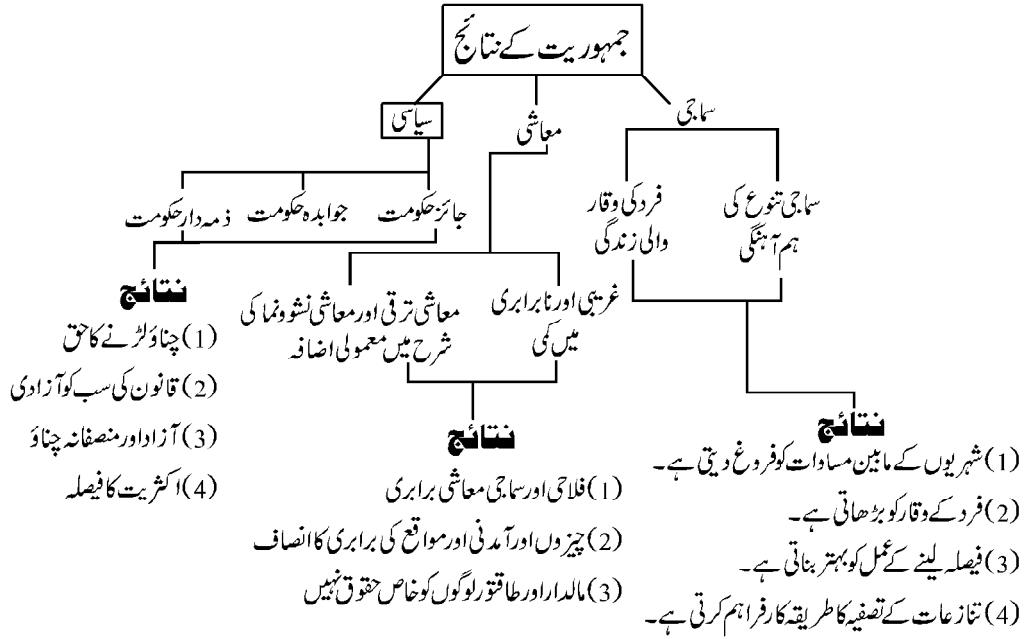 جمہوریت کے نتائج
سماجی
معاشی
سیاسی
سماجی تنوع کی
ہم آہنگی
فرد کی وقار
والی زندگی
جائز حکومت
جوابدہ حکومت
ذمہ دار حکومت
غریبی اور نابرابری
میں کمی
معاشی ترقی اور معاشی نشوونما کی
شرح میں معمولی اضافہ
نتائج
(1) شہریوں کے مابین مساوات کو فروغ دیتی ہے۔
(2) فرد کے وقار کو بڑھاتی ہے۔
(3) فیصلہ لینے کے عمل کو بہتر بناتی ہے۔
(4) تنازعات کے تصفیہ کا طریقہ کار فراہم کرتی ہے۔
نتائج
(1) فلاحی اور سماجی معاشی برابری
(2) چیزوں اور آمدنی اور مواقع کی برابری کا انصاف
(3) مالدار اور طاقتور لوگوں کو خاص حقوق نہیں
نتائج
(1) چناؤ لڑنے کا حق
(2) قانون کی سب کو آزادی
(3) آزاد اور منصفانہ چناؤ
(4) اکثریت کا فیصلہ